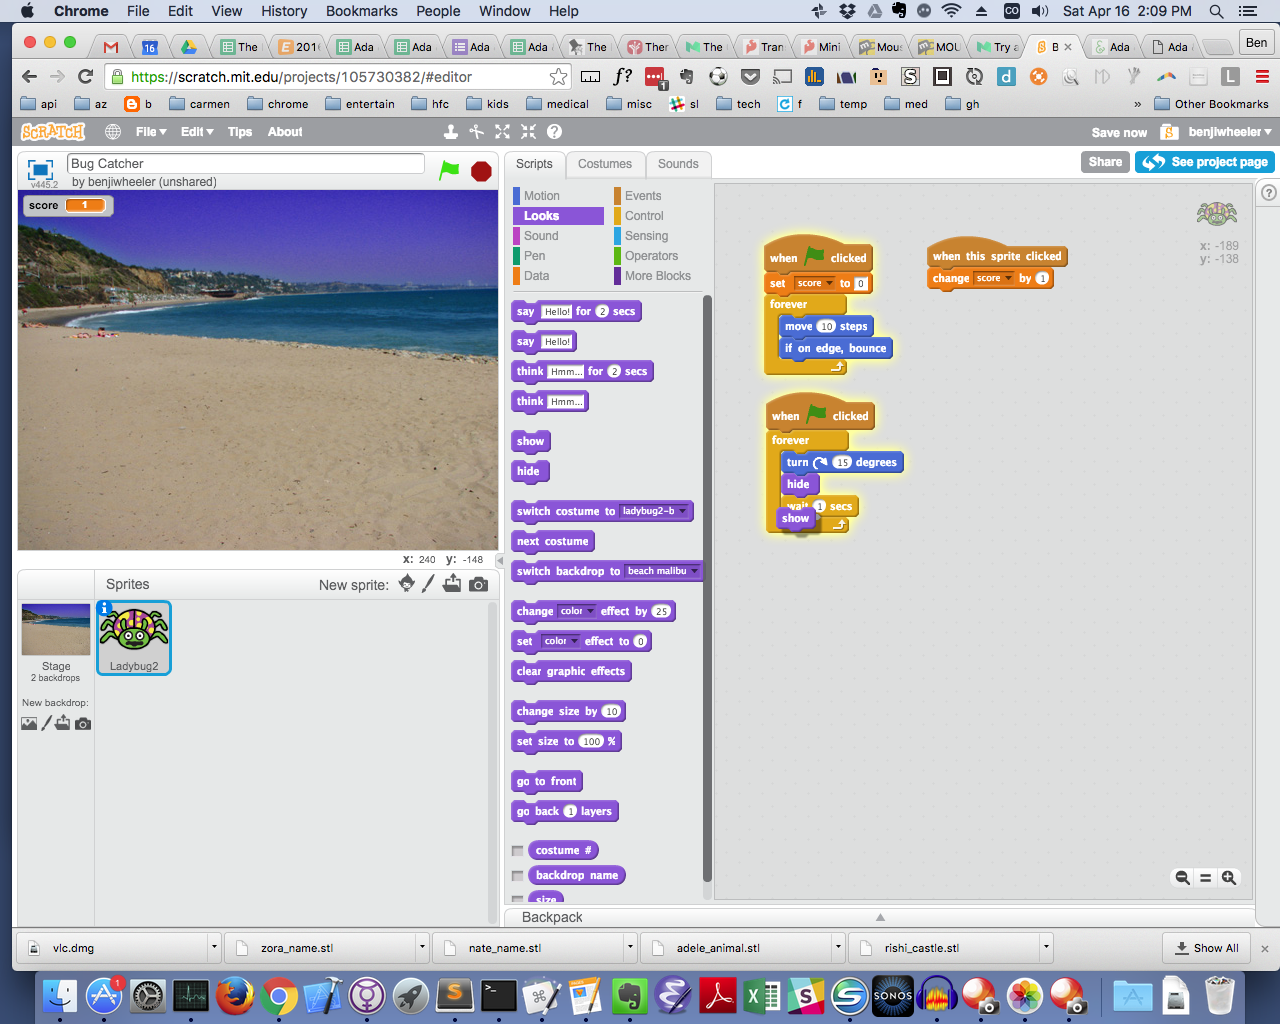 Chrome File Edit View History Bookmarks People Window Help CO Sat Apr 16 2:09 PM
16 The 2016 Ada Ada Ada Ada The Ther The Tran Mini Mous MOU Try a B Ada Ada Ben
https://scratch.mit.edu/projects/105730382/#editor f? 1 S d M L
api az b carmen chrome entertain hfc kids medical misc sl tech f temp med gh » Other Bookmarks
SCRATCH File Edit Tips About Save now benjiwheeler
v445.2
Bug Catcher
by benjiwheeler (unshared)
Scripts Costumes Sounds Share See project page
score 1
Motion Events
Looks Control
Sound Sensing
Pen Operators
Data More Blocks
say Hello! for 2 secs
say Hello!
think Hmm... for 2 secs
think Hmm...
show
hide
switch costume to ladybug2-b
next costume
switch backdrop to beach malibu
change color effect by 25
set color effect to 0
clear graphic effects
change size by 10
set size to 100 %
go to front
go back 1 layers
costume #
backdrop name
size
when clicked
set score to 0
forever
move 10 steps
if on edge, bounce
when clicked
forever
turn 15 degrees
hide
wait 1 secs
show
when this sprite clicked
change score by 1
x: -189
y: -138
x: 240 y: -148
Sprites New sprite:
Stage
2 backdrops
New backdrop:
Ladybug2
Backpack
vlc.dmg zora_name.stl nate_name.stl adele_animal.stl rishi_castle.stl Show All
1 SONOS